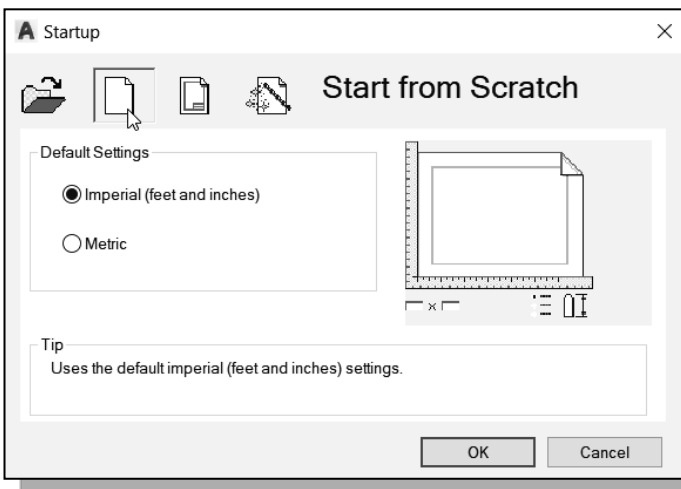 Startup
Start from Scratch
Default Settings
Imperial (feet and inches)
Metric
Tip
Uses the default imperial (feet and inches) settings.
OK
Cancel